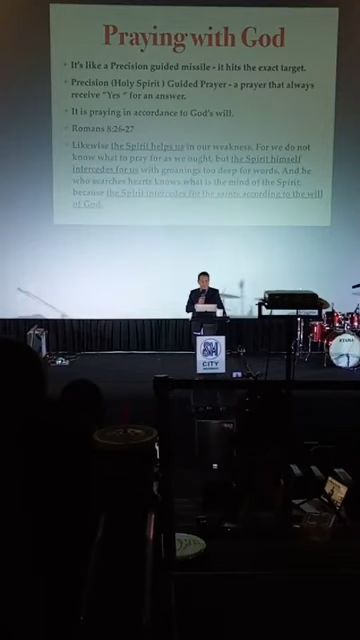 Praying with God
It's like a Precision guided missile - it hits the exact target.
Precision (Holy Spirit) Guided Prayer - a prayer that always
receive "Yes" for an answer.
It is praying in accordance to God's will.
Romans 8:26-27
Likewise the Spirit helps us in our weakness. For we do not
know what to pray for as we ought, but the Spirit himself
intercedes for us with groanings too deep for words. And he
who searches hearts knows what is the mind of the Spirit,
because the Spirit intercedes for the saints according to the will
of God.
SM
CITY
TAMA